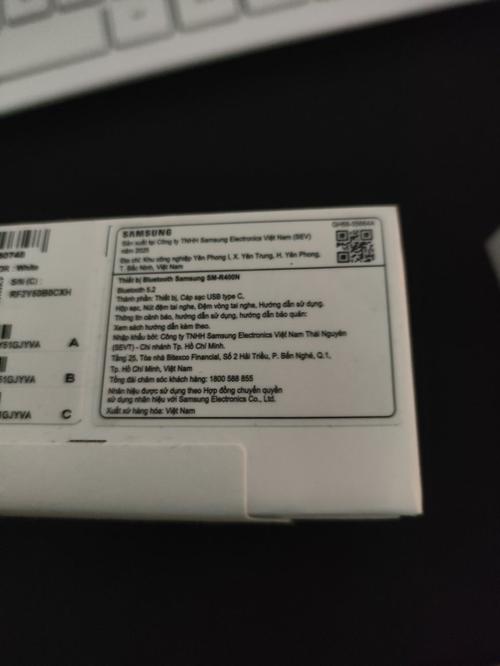 OR : White
S/N (C) :
A
B
C
SAMSUNG
Sản xuất tại Công ty TNHH Samsung Electronics Việt Nam (SEV)
năm 2025
Địa chỉ: Khu công nghiệp Yên Phong I, X. Yên Trung, H. Yên Phong,
T. Bắc Ninh, Việt Nam
Thiết bị Bluetooth Samsung SM-R400N
Bluetooth 5.2
Thành phần: Thiết bị, Cáp sạc USB type C,
Hộp sạc, Nút đệm tai nghe, Đệm vòng tai nghe, Hướng dẫn sử dụng.
Thông tin cảnh báo, hướng dẫn sử dụng, hướng dẫn bảo quản:
Xem sách hướng dẫn kèm theo.
Nhập khẩu bởi: Công ty TNHH Samsung Electronics Việt Nam Thái Nguyên
(SEVT) - Chi nhánh Tp. Hồ Chí Minh.
Tầng 25, Tòa nhà Bitexco Financial, Số 2 Hải Triều, P. Bến Nghé, Q.1,
Tp. Hồ Chí Minh, Việt Nam
Tổng đài chăm sóc khách hàng: 1800 588 855
Nhãn hiệu được sử dụng theo Hợp đồng chuyển quyền
sử dụng nhãn hiệu với Samsung Electronics Co., Ltd.
Xuất xứ hàng hóa: Việt Nam